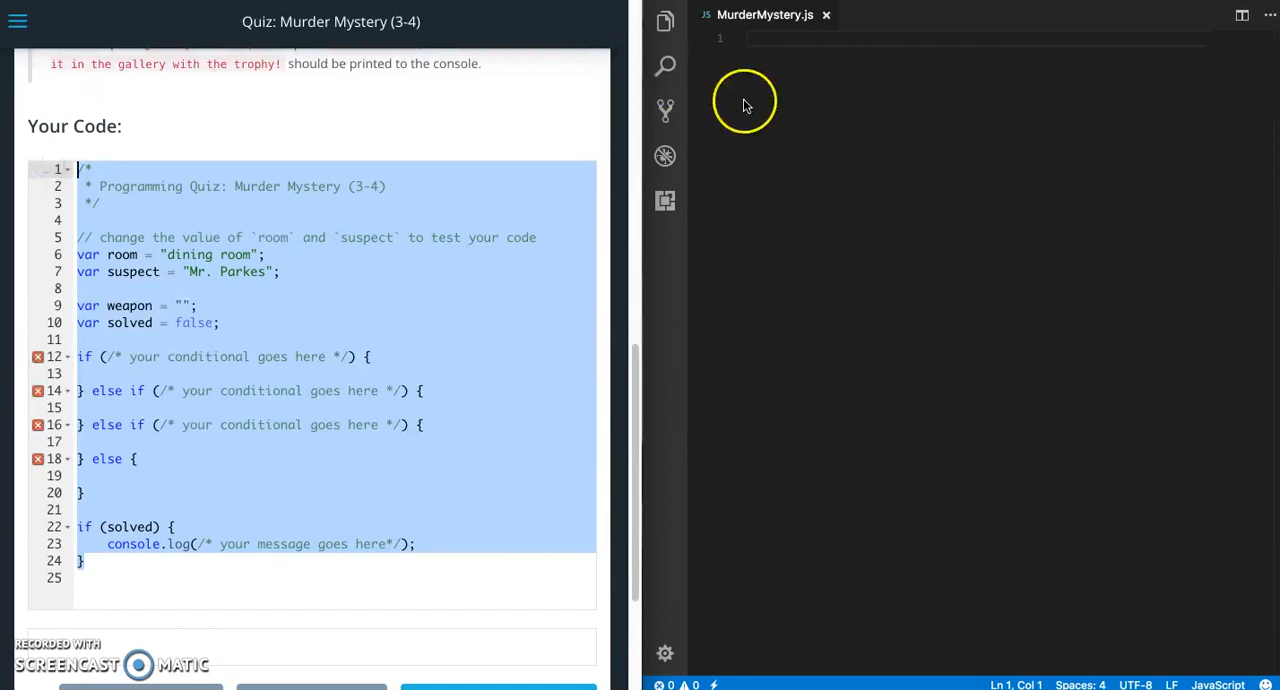 Quiz: Murder Mystery (3-4)
it in the gallery with the trophy! should be printed to the console.
Your Code:
1 /*
2 * Programming Quiz: Murder Mystery (3-4)
3 */
4
5 // change the value of `room` and `suspect` to test your code
6 var room = "dining room";
7 var suspect = "Mr. Parkes";
8
9 var weapon = "";
10 var solved = false;
11
12 if (/* your conditional goes here */) {
13
14 } else if (/* your conditional goes here */) {
15
16 } else if (/* your conditional goes here */) {
17
18 } else {
19
20 }
21
22 if (solved) {
23 console.log(/* your message goes here*/);
24 }
25
RECORDED WITH
SCREENCAST MATIC
JS MurderMystery.js
1
0 0 Ln 1, Col 1 Spaces: 4 UTF-8 LF JavaScript